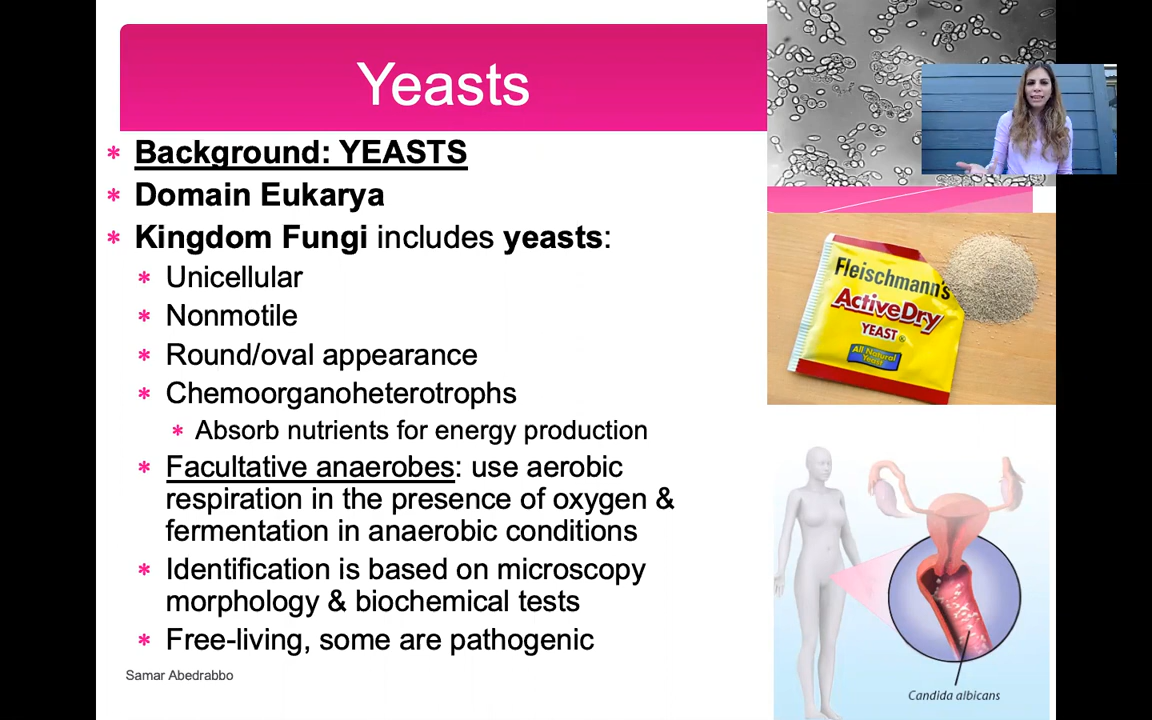 Yeasts
* Background: YEASTS
* Domain Eukarya
* Kingdom Fungi includes yeasts:
* Unicellular
* Nonmotile
* Round/oval appearance
* Chemoorganoheterotrophs
* Absorb nutrients for energy production
* Facultative anaerobes: use aerobic
respiration in the presence of oxygen &
fermentation in anaerobic conditions
* Identification is based on microscopy
morphology & biochemical tests
* Free-living, some are pathogenic
Samar Abedrabbo
Fleischmann's
ActiveDry
YEAST
All Natural
Yeast
Candida albicans